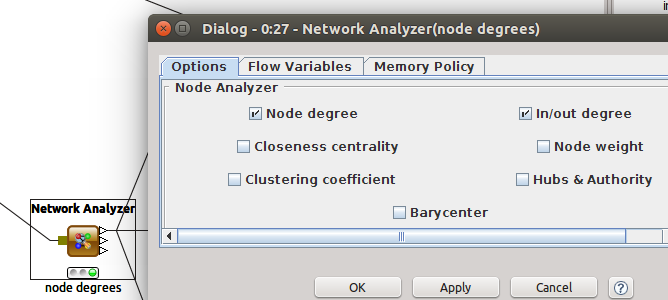 Dialog - 0:27 - Network Analyzer(node degrees)
Options Flow Variables Memory Policy
Node Analyzer
Node degree In/out degree
Closeness centrality Node weight
Clustering coefficient Hubs & Authority
Barycenter
Network Analyzer
node degrees
OK Apply Cancel ?